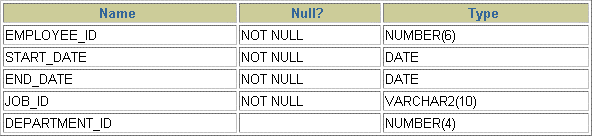 Name Null? Type
EMPLOYEE_ID NOT NULL NUMBER(6)
START_DATE NOT NULL DATE
END_DATE NOT NULL DATE
JOB_ID NOT NULL VARCHAR2(10)
DEPARTMENT_ID NUMBER(4)